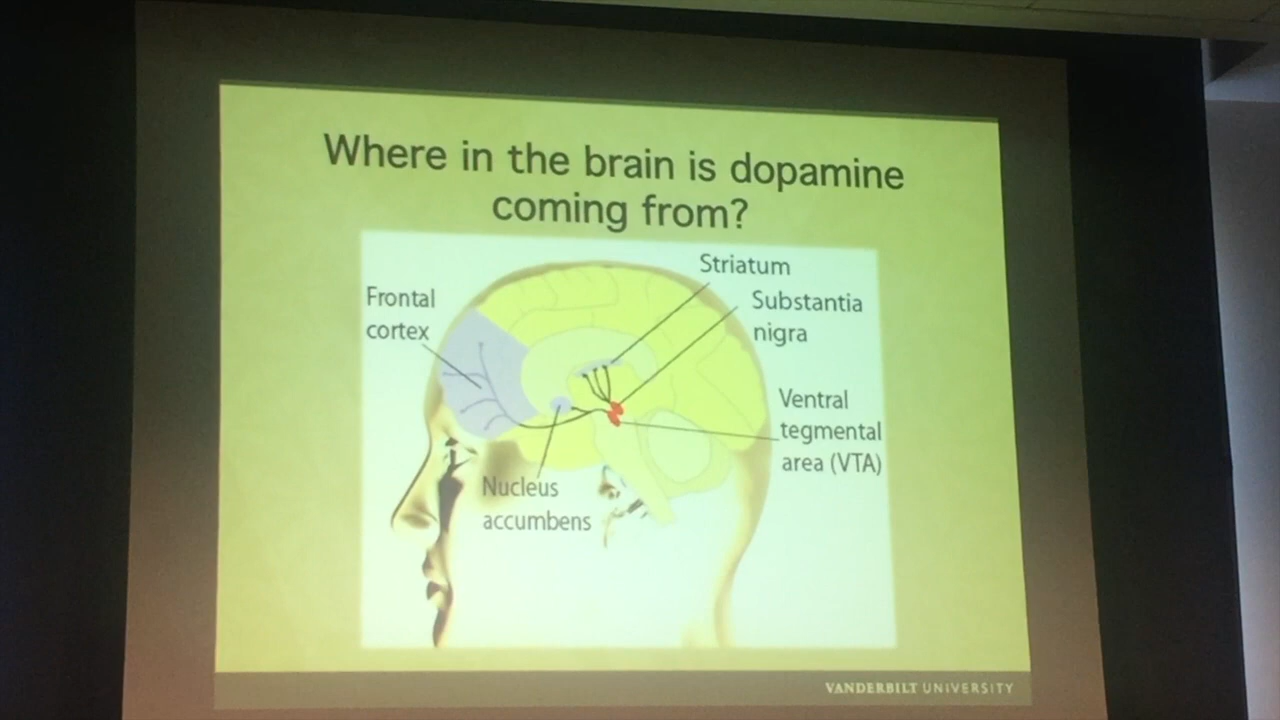 Where in the brain is dopamine
coming from?
Striatum
Frontal
cortex
Substantia
nigra
Ventral
tegmental
area (VTA)
Nucleus
accumbens
VANDERBILT UNIVERSITY